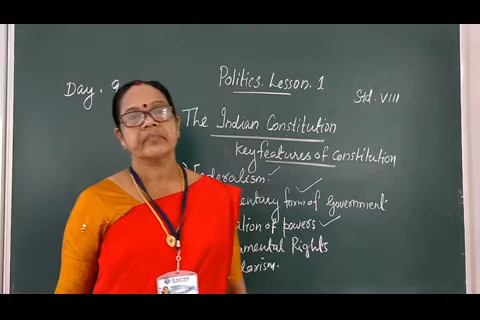 Politics. Lesson. 1
Day. 9
Std. VIII
The Indian Constitution
Key features of constitution
Federalism.
entary form of Government.
ation of powers
amental Rights
larism.